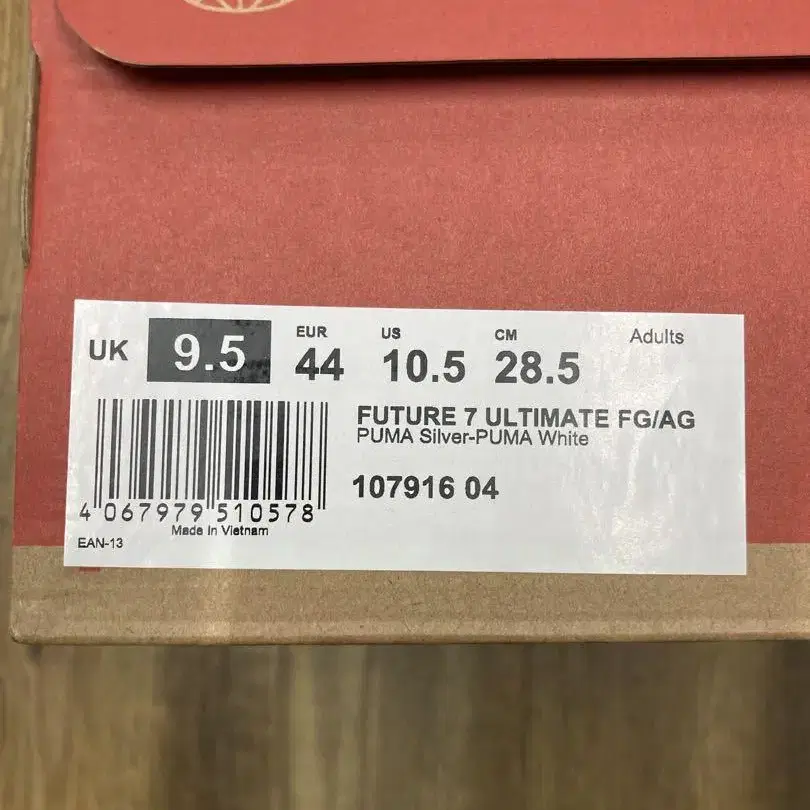 UK 9.5 EUR 44 US 10.5 CM 28.5 Adults
FUTURE 7 ULTIMATE FG/AG
PUMA Silver-PUMA White
107916 04
4 067979 510578
Made in Vietnam
EAN-13